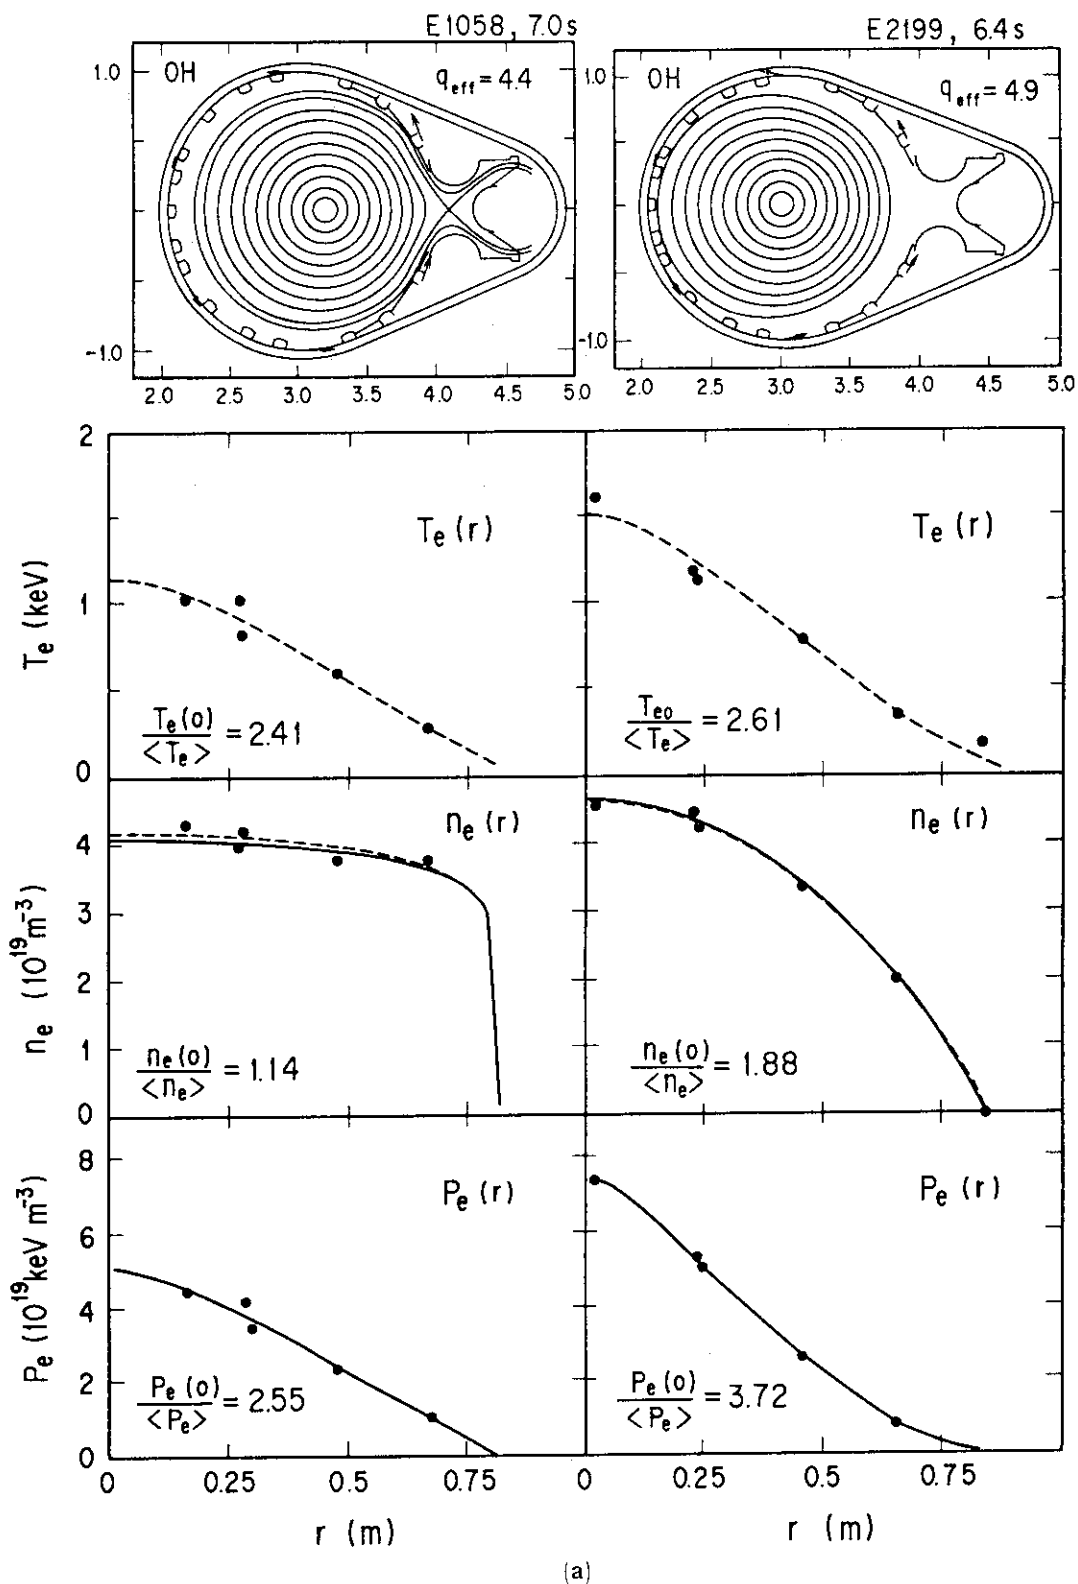 E1058, 7.0s
E2199, 6.4s
1.0
OH
q_eff = 4.4
-1.0
2.0 2.5 3.0 3.5 4.0 4.5 5.0
1.0
OH
q_eff = 4.9
-1.0
2.0 2.5 3.0 3.5 4.0 4.5 5.0
2
1
0
T_e (keV)
T_e (r)
T_e(o)/<T_e> = 2.41
T_e (r)
T_eo/<T_e> = 2.61
4
3
2
1
0
n_e (10^19 m^-3)
n_e (r)
n_e(o)/<n_e> = 1.14
n_e (r)
n_e(o)/<n_e> = 1.88
8
6
4
2
0
P_e (10^19 keV m^-3)
P_e (r)
P_e(o)/<P_e> = 2.55
P_e (r)
P_e(o)/<P_e> = 3.72
0 0.25 0.5 0.75 0 0.25 0.5 0.75
r (m)
r (m)
(a)